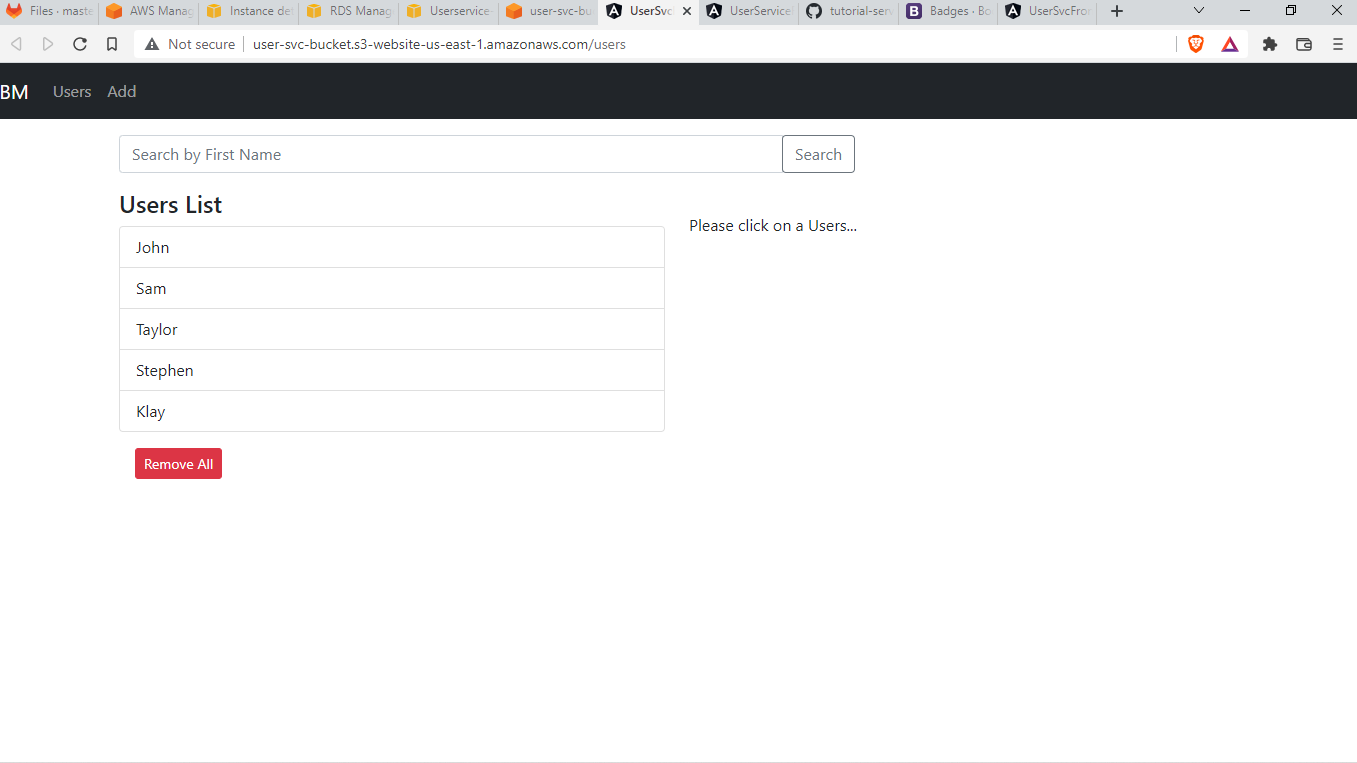 Files · maste
AWS Manag
Instance de
RDS Manag
Userservice-
user-svc-bu
UserSvc
UserService
tutorial-serv
B Badges · Bo
UserSvcFron
Not secure user-svc-bucket.s3-website-us-east-1.amazonaws.com/users
BM Users Add
Search by First Name Search
Users List
Please click on a Users...
John
Sam
Taylor
Stephen
Klay
Remove All